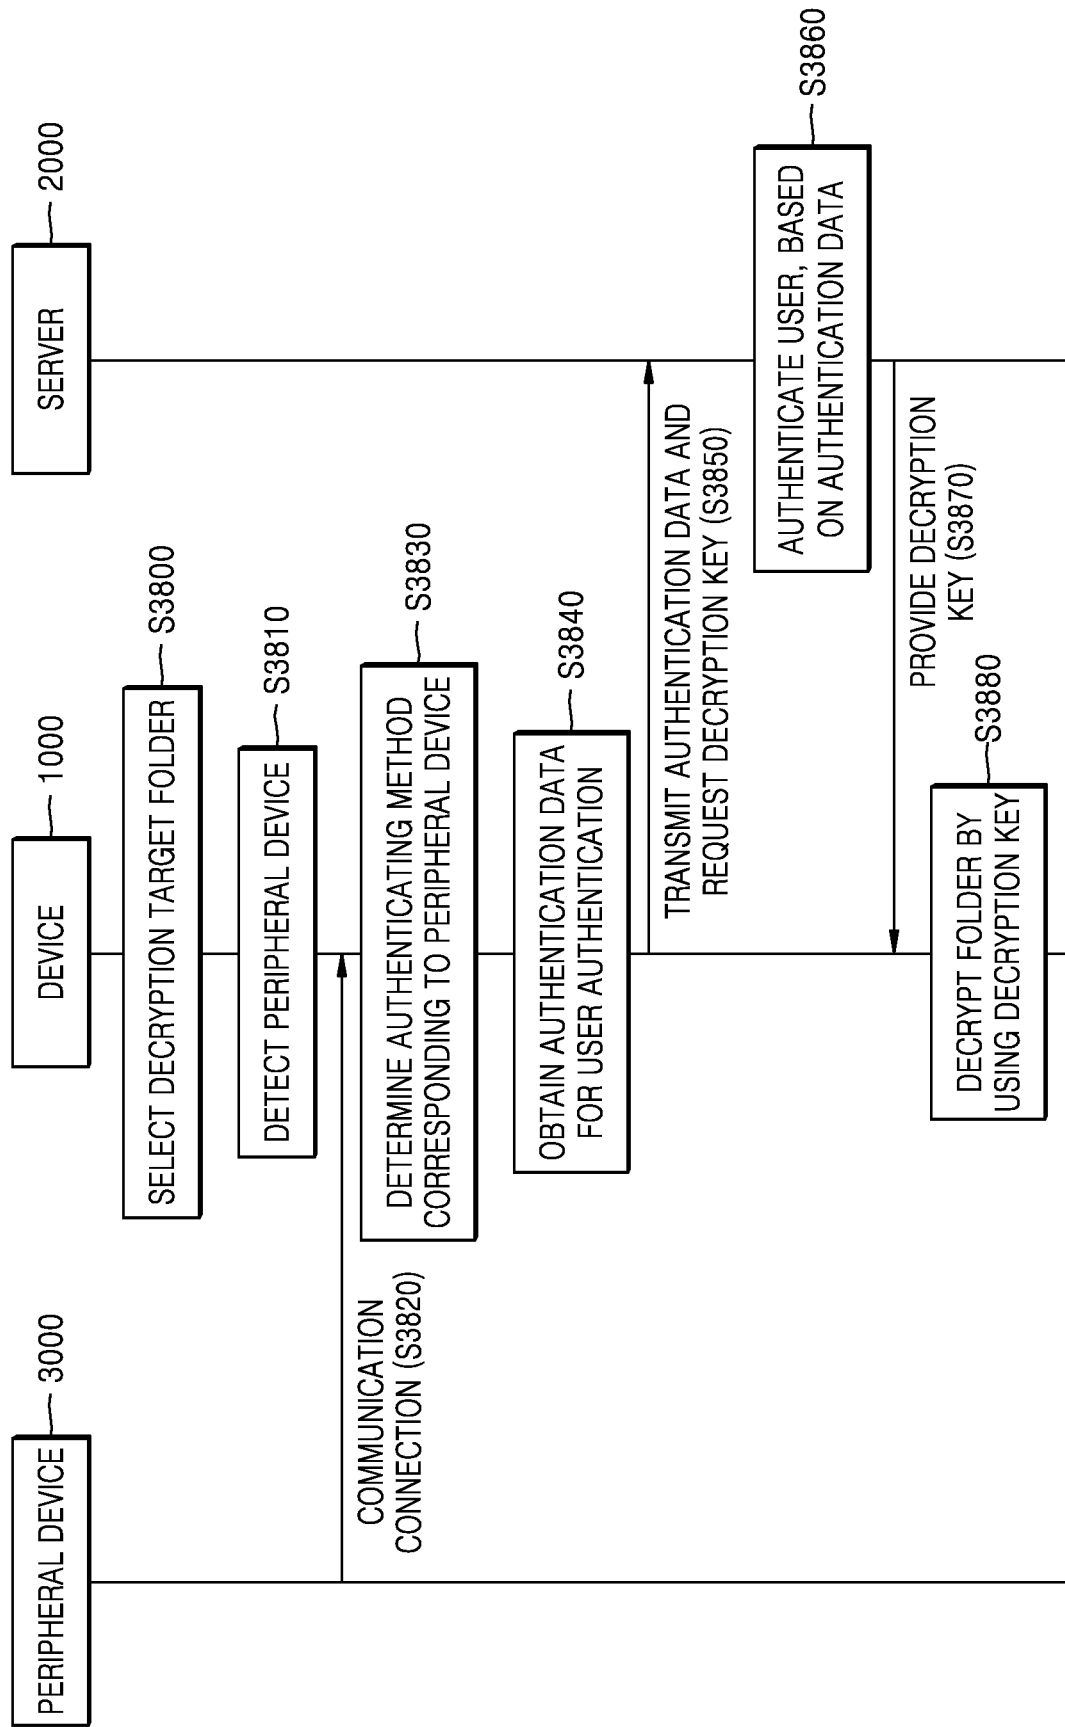 PERIPHERAL DEVICE
3000
DEVICE
1000
SERVER
2000
SELECT DECRYPTION TARGET FOLDER
S3800
DETECT PERIPHERAL DEVICE
S3810
COMMUNICATION
CONNECTION (S3820)
DETERMINE AUTHENTICATING METHOD
CORRESPONDING TO PERIPHERAL DEVICE
S3830
OBTAIN AUTHENTICATION DATA
FOR USER AUTHENTICATION
S3840
TRANSMIT AUTHENTICATION DATA AND
REQUEST DECRYPTION KEY (S3850)
AUTHENTICATE USER, BASED
ON AUTHENTICATION DATA
S3860
PROVIDE DECRYPTION
KEY (S3870)
DECRYPT FOLDER BY
USING DECRYPTION KEY
S3880